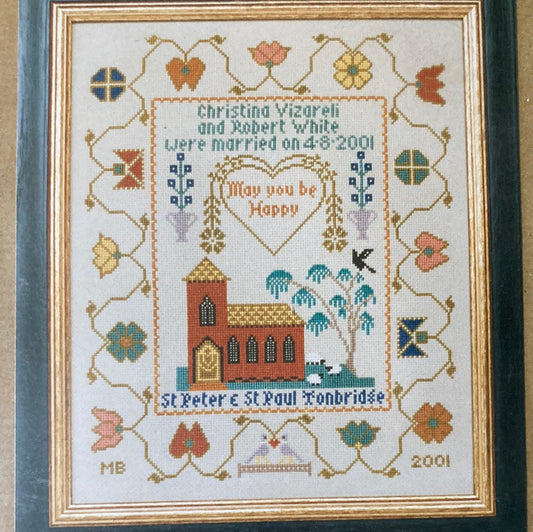 Christina Vizareli
and Robert White
were married on 4·8·2001
May you be
Happy
St Peter & St Paul Tonbridge
MB 2001